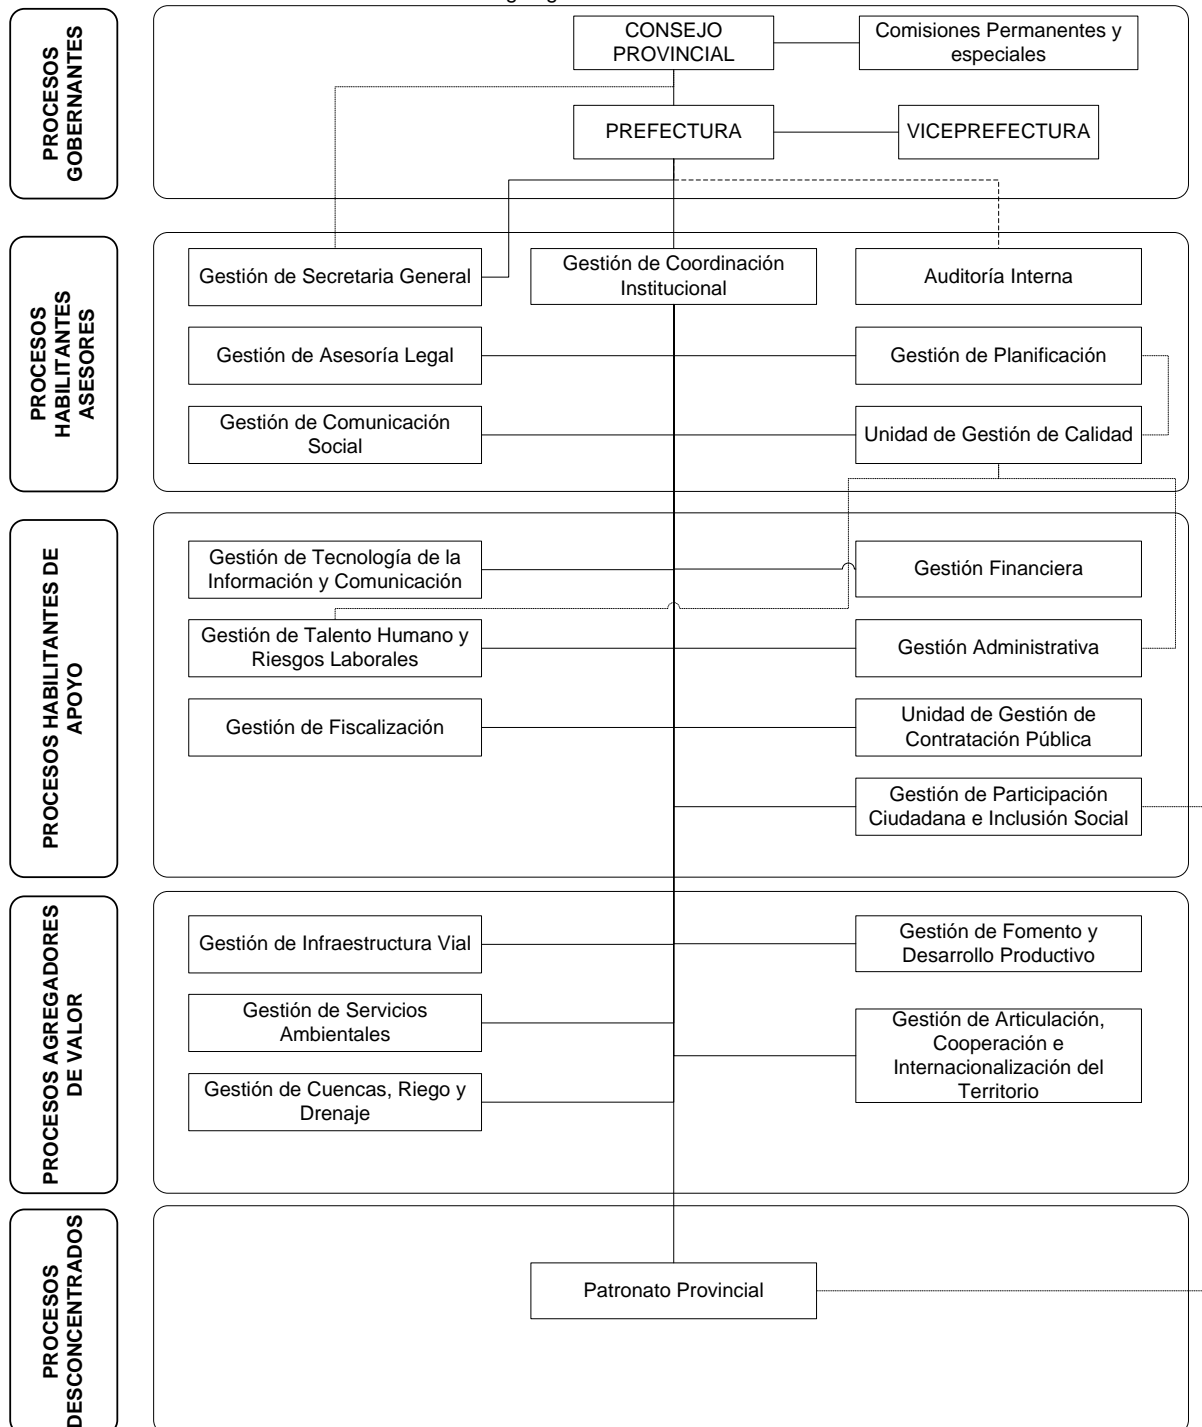 PROCESOS
GOBERNANTES
CONSEJO
PROVINCIAL
Comisiones Permanentes y
especiales
PREFECTURA
VICEPREFECTURA
PROCESOS
HABILITANTES
ASESORES
Gestión de Secretaria General
Gestión de Coordinación
Institucional
Auditoría Interna
Gestión de Asesoría Legal
Gestión de Planificación
Gestión de Comunicación
Social
Unidad de Gestión de Calidad
PROCESOS HABILITANTES DE
APOYO
Gestión de Tecnología de la
Información y Comunicación
Gestión Financiera
Gestión de Talento Humano y
Riesgos Laborales
Gestión Administrativa
Gestión de Fiscalización
Unidad de Gestión de
Contratación Pública
Gestión de Participación
Ciudadana e Inclusión Social
PROCESOS AGREGADORES
DE VALOR
Gestión de Infraestructura Vial
Gestión de Fomento y
Desarrollo Productivo
Gestión de Servicios
Ambientales
Gestión de Articulación,
Cooperación e
Internacionalización del
Territorio
Gestión de Cuencas, Riego y
Drenaje
PROCESOS
DESCONCENTRADOS
Patronato Provincial